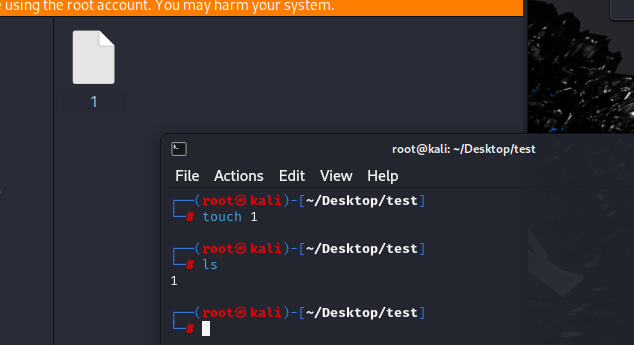 using the root account. You may harm your system.
1
root@kali: ~/Desktop/test
File Actions Edit View Help
┌──(root㉿kali)-[~/Desktop/test]
└─# touch 1
┌──(root㉿kali)-[~/Desktop/test]
└─# ls
1
┌──(root㉿kali)-[~/Desktop/test]
└─#